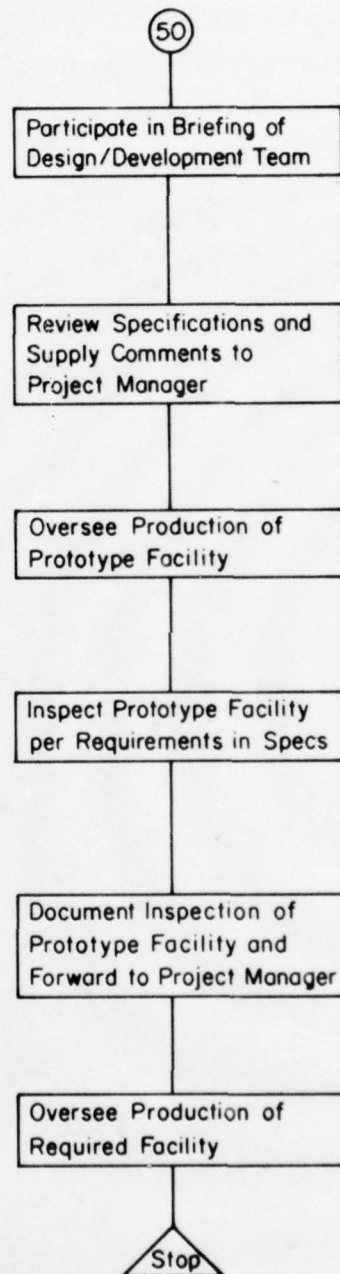 50
Participate in Briefing of
Design/Development Team
Review Specifications and
Supply Comments to
Project Manager
Oversee Production of
Prototype Facility
Inspect Prototype Facility
per Requirements in Specs
Document Inspection of
Prototype Facility and
Forward to Project Manager
Oversee Production of
Required Facility
Stop